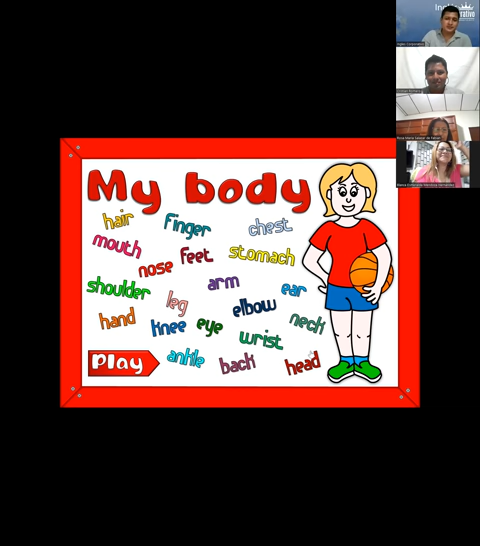 My body
hair
finger
chest
mouth
feet
stomach
nose
arm
shoulder
ear
leg
elbow
hand
knee
eye
neck
wrist
ankle
back
head
Play